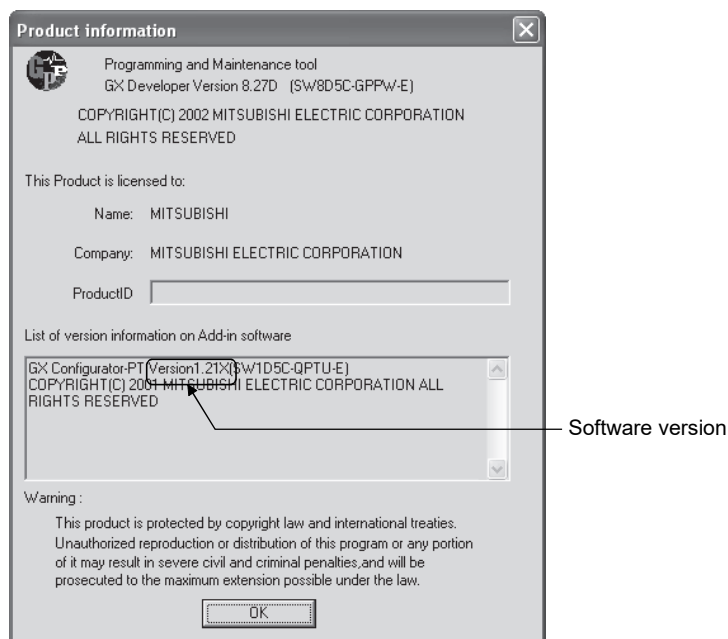 Product information
Programming and Maintenance tool
GX Developer Version 8.27D (SW8D5C-GPPW-E)
COPYRIGHT(C) 2002 MITSUBISHI ELECTRIC CORPORATION
ALL RIGHTS RESERVED
This Product is licensed to:
Name: MITSUBISHI
Company: MITSUBISHI ELECTRIC CORPORATION
ProductID
List of version information on Add-in software
GX Configurator-PT Version1.21X(SW1D5C-QPTU-E)
COPYRIGHT(C) 2001 MITSUBISHI ELECTRIC CORPORATION ALL
RIGHTS RESERVED
Software version
Warning :
This product is protected by copyright law and international treaties.
Unauthorized reproduction or distribution of this program or any portion
of it may result in severe civil and criminal penalties,and will be
prosecuted to the maximum extension possible under the law.
OK